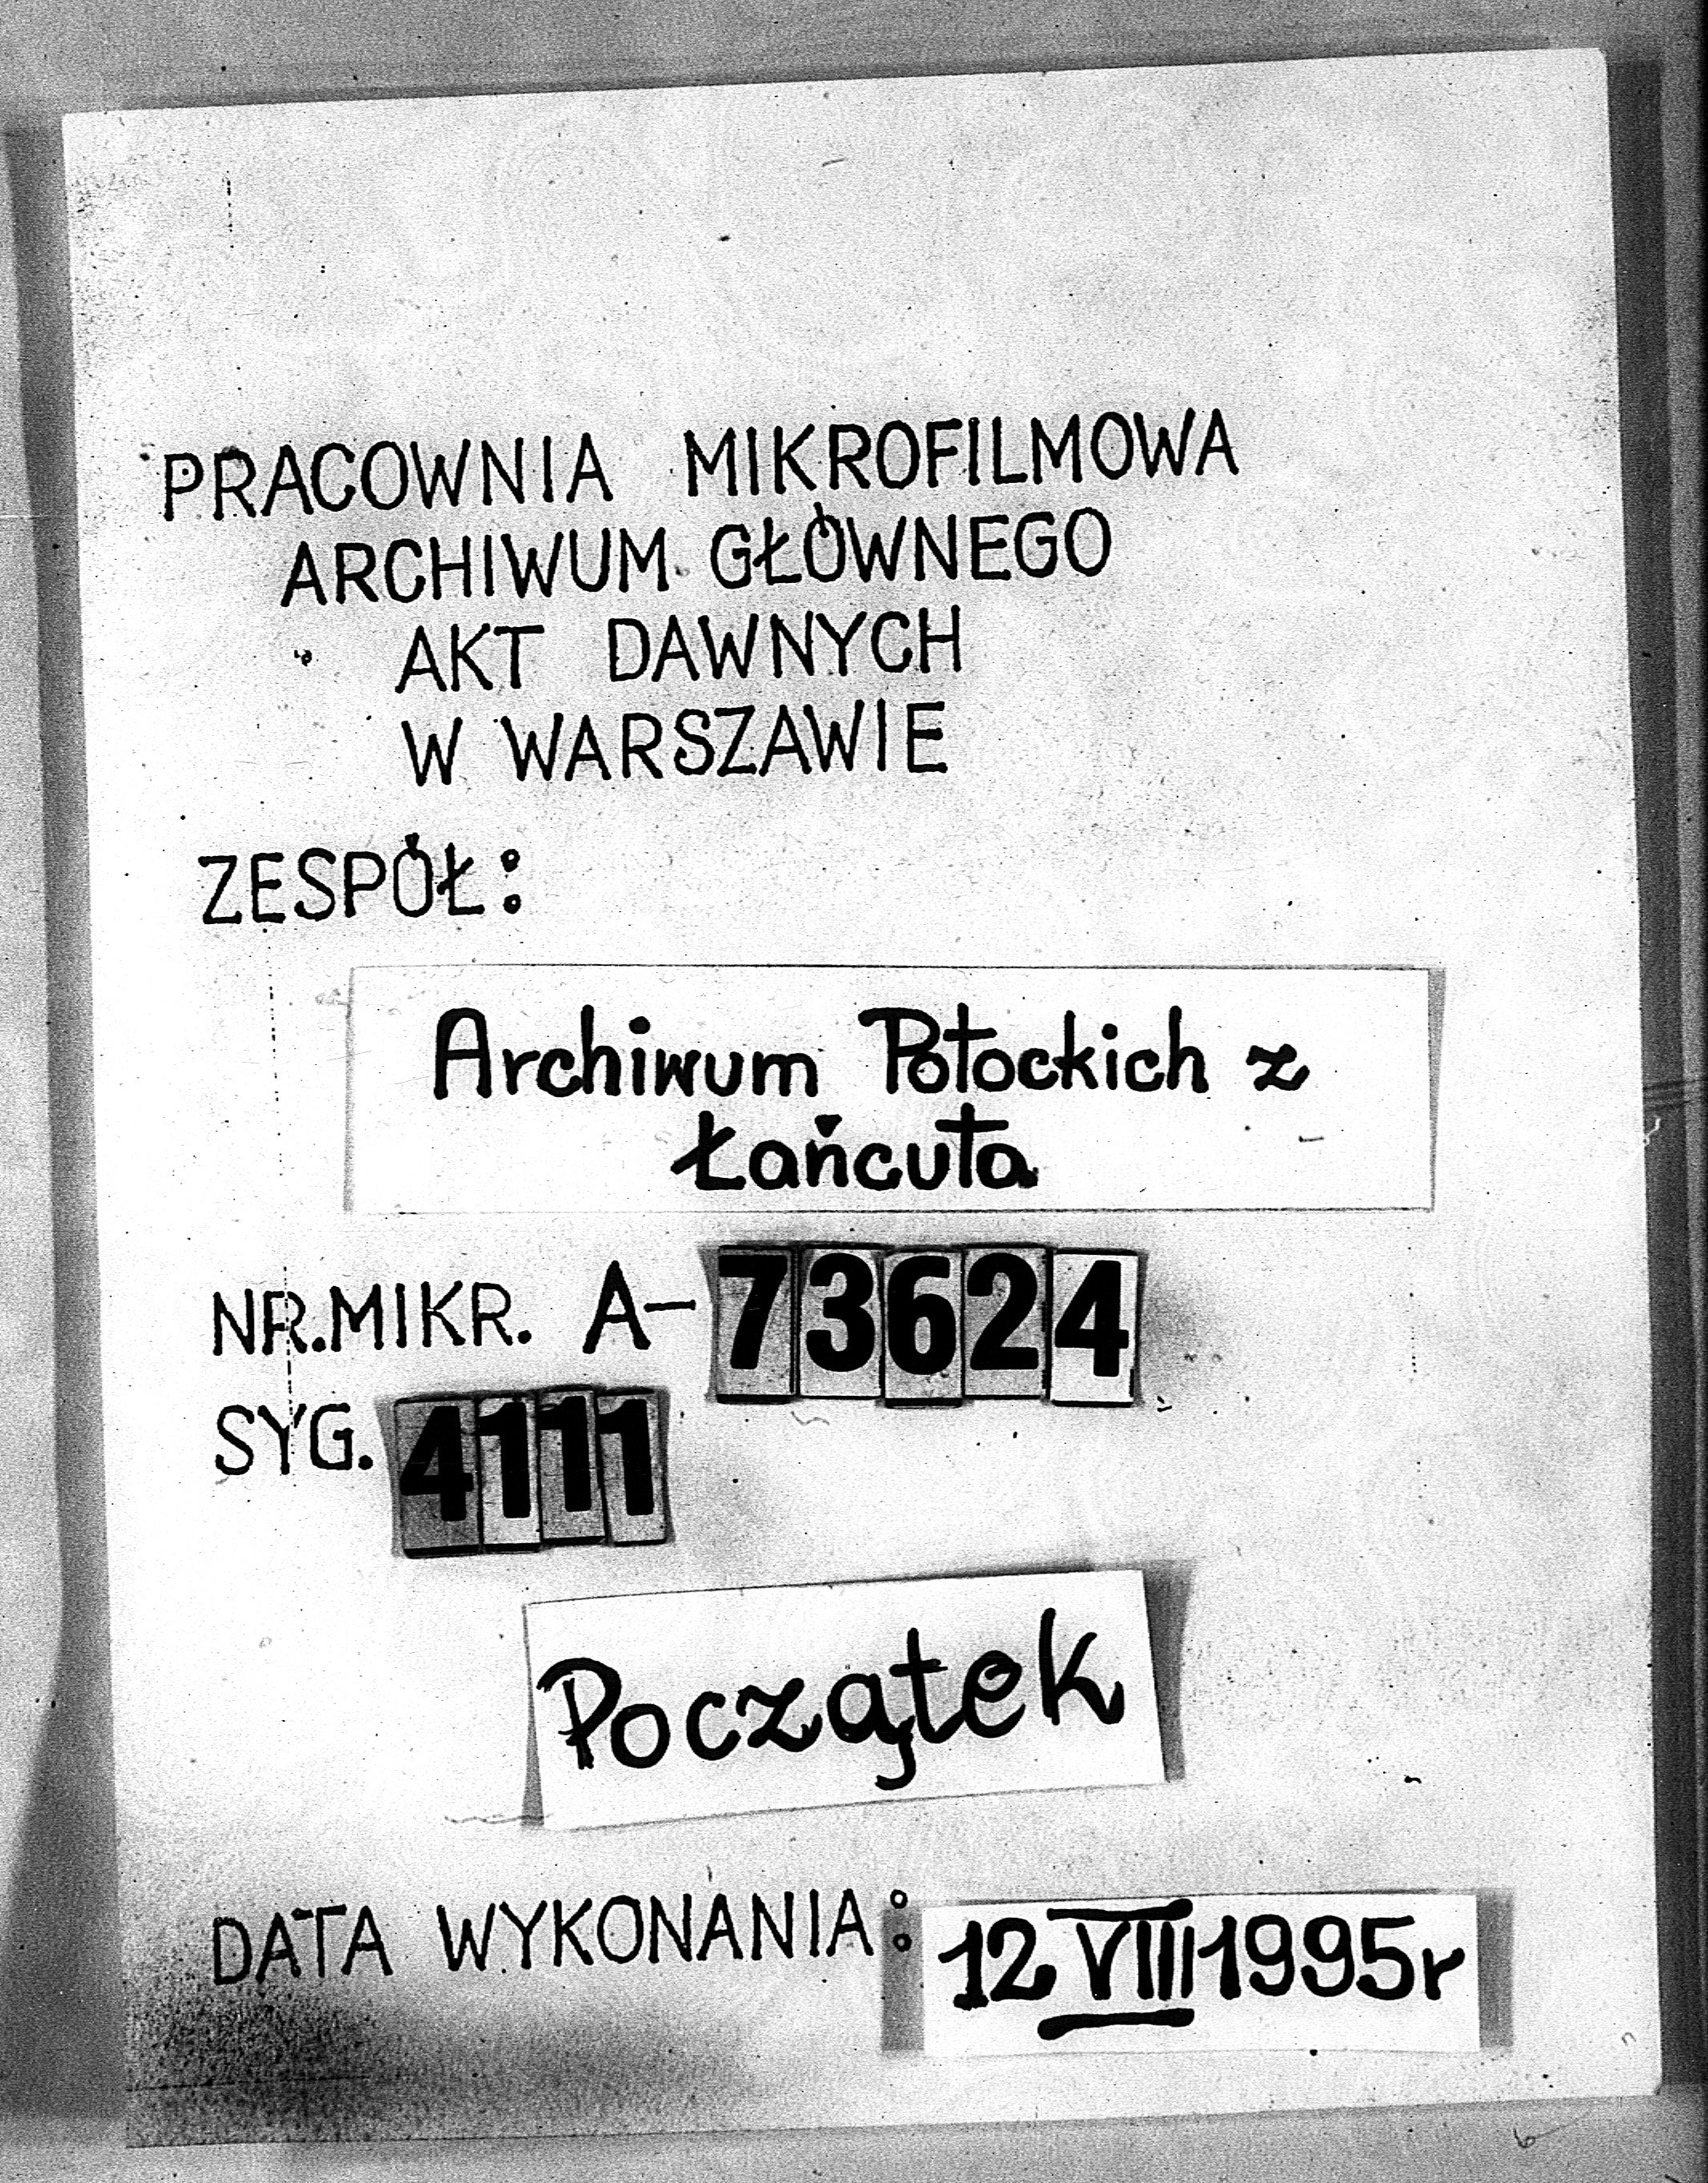 PRACOWNIA MIKROFILMOWA
ARCHIWUM GŁÓWNEGO
AKT DAWNYCH
W WARSZAWIE
ZESPÓŁ:
Archiwum Potockich z
Łańcuta
NR.MIKR. A-73624
SYG. 4111
Początek
DATA WYKONANIA: 12 VIII 1995r